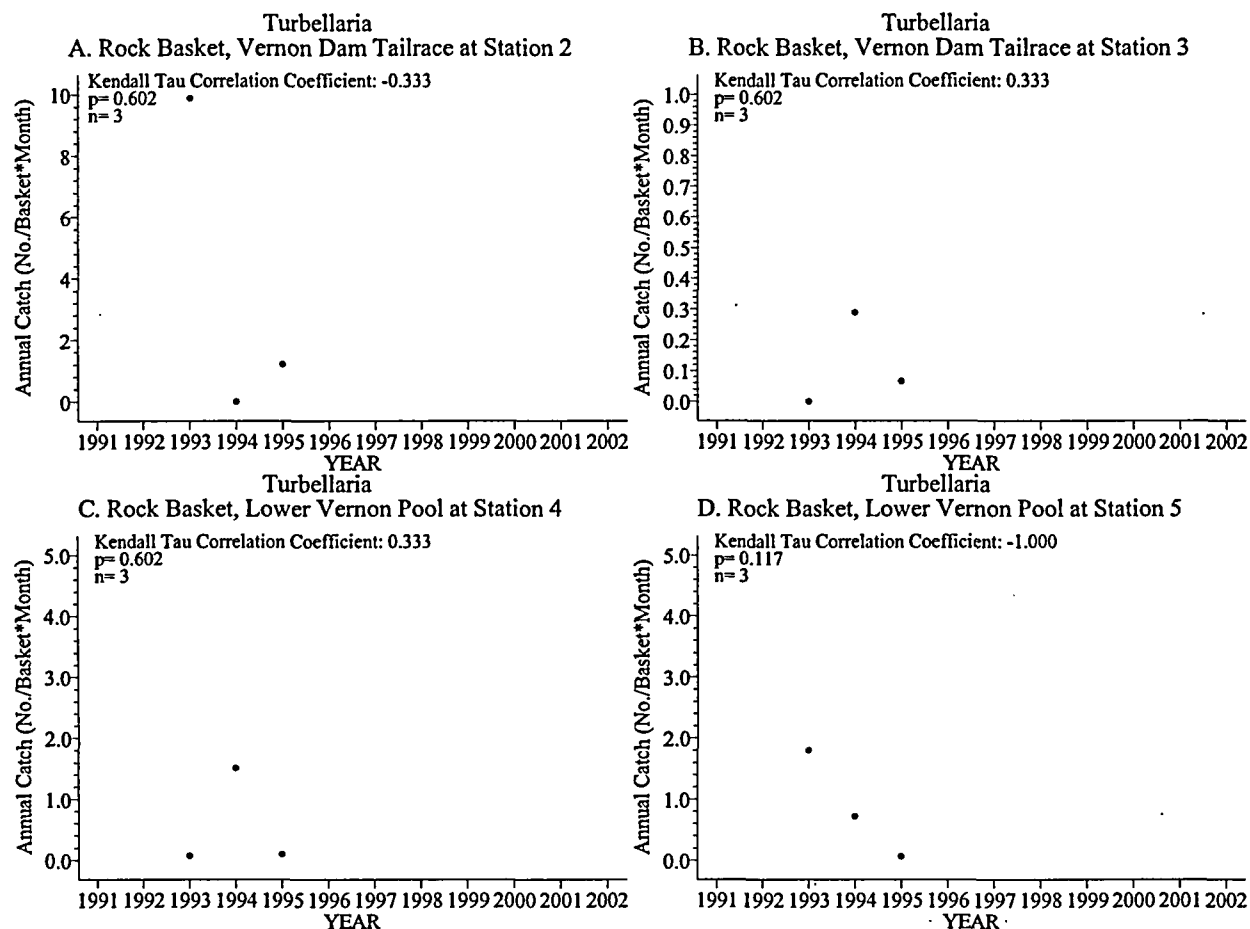 Turbellaria
A. Rock Basket, Vernon Dam Tailrace at Station 2
Kendall Tau Correlation Coefficient: -0.333
p= 0.602
n= 3
Annual Catch (No./Basket*Month)
10
8
6
4
2
0
1991 1992 1993 1994 1995 1996 1997 1998 1999 2000 2001 2002
YEAR
Turbellaria
B. Rock Basket, Vernon Dam Tailrace at Station 3
Kendall Tau Correlation Coefficient: 0.333
p= 0.602
n= 3
Annual Catch (No./Basket*Month)
1.0
0.9
0.8
0.7
0.6
0.5
0.4
0.3
0.2
0.1
0.0
1991 1992 1993 1994 1995 1996 1997 1998 1999 2000 2001 2002
YEAR
Turbellaria
C. Rock Basket, Lower Vernon Pool at Station 4
Kendall Tau Correlation Coefficient: 0.333
p= 0.602
n= 3
Annual Catch (No./Basket*Month)
5.0
4.0
3.0
2.0
1.0
0.0
1991 1992 1993 1994 1995 1996 1997 1998 1999 2000 2001 2002
YEAR
Turbellaria
D. Rock Basket, Lower Vernon Pool at Station 5
Kendall Tau Correlation Coefficient: -1.000
p= 0.117
n= 3
Annual Catch (No./Basket*Month)
5.0
4.0
3.0
2.0
1.0
0.0
1991 1992 1993 1994 1995 1996 1997 1998 1999 2000 2001 2002
YEAR